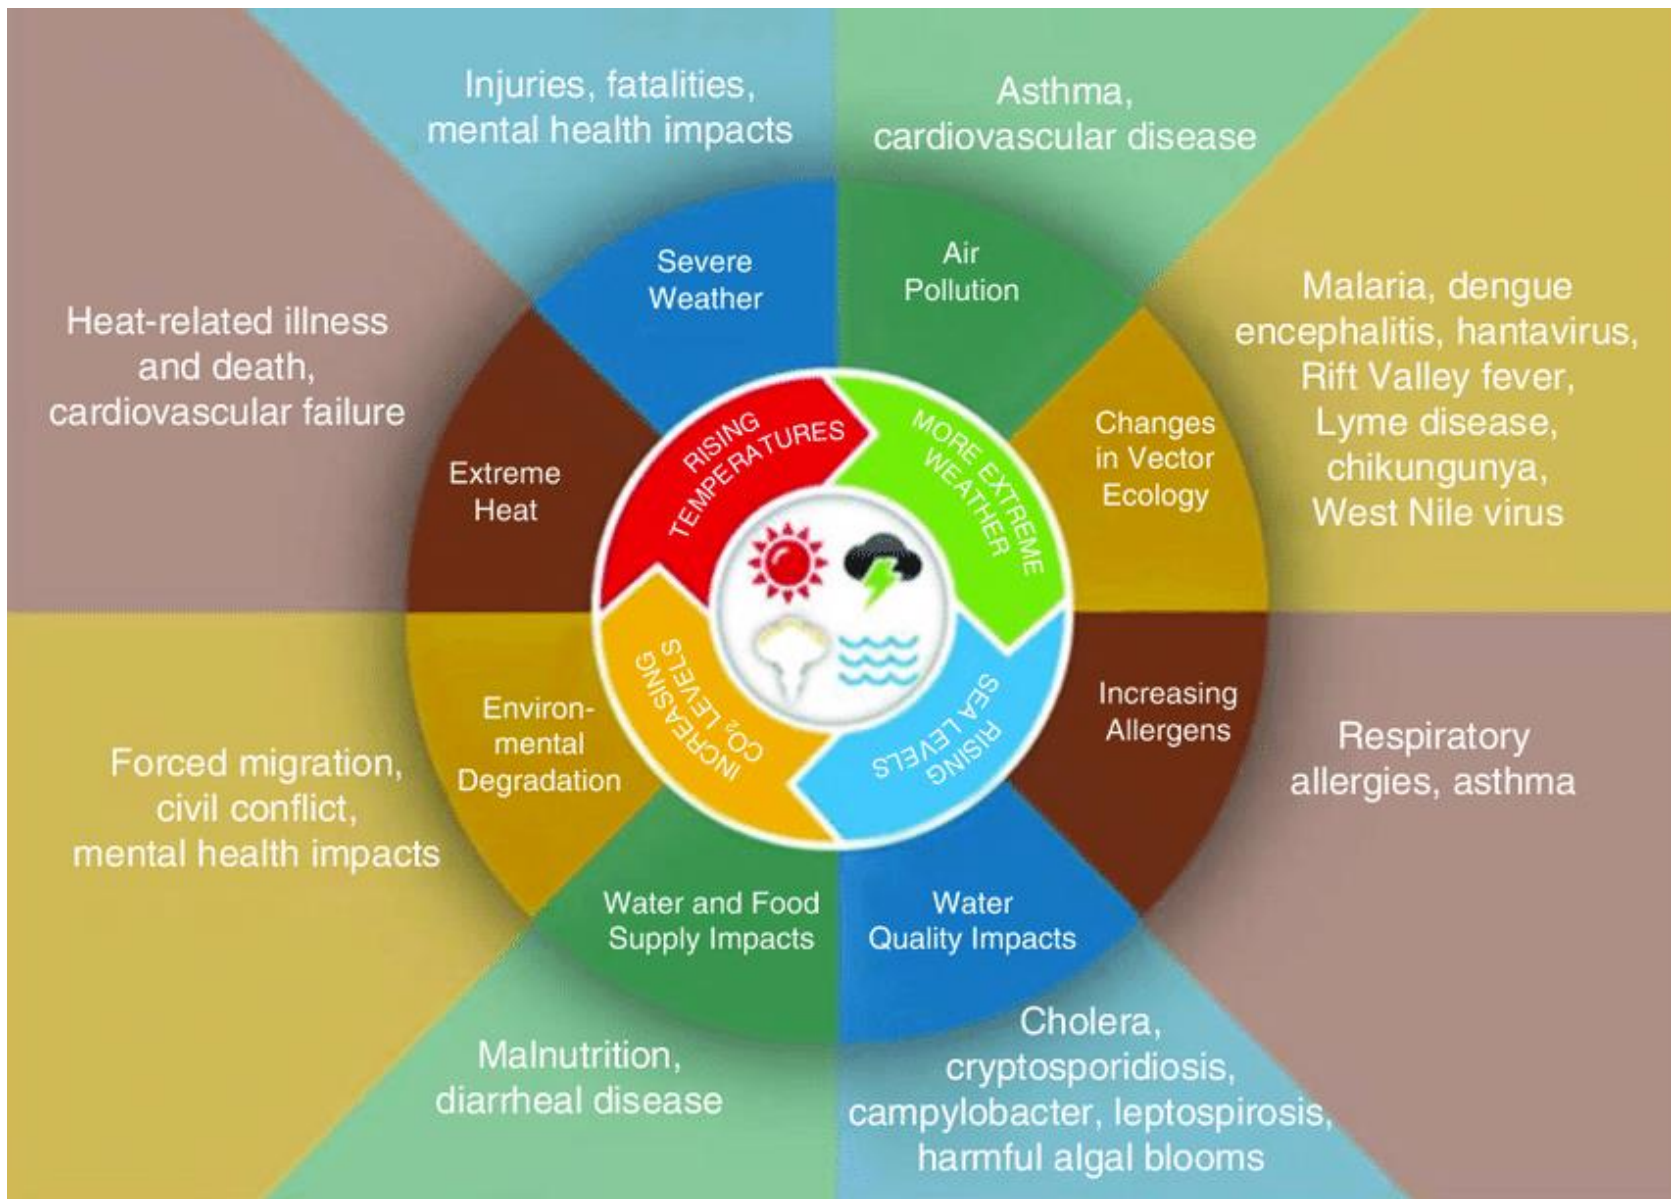 Injuries, fatalities,
mental health impacts
Asthma,
cardiovascular disease
Severe
Weather
Air
Pollution
Heat-related illness
and death,
cardiovascular failure
Malaria, dengue
encephalitis, hantavirus,
Rift Valley fever,
Lyme disease,
chikungunya,
West Nile virus
Extreme
Heat
Changes
in Vector
Ecology
RISING
TEMPERATURES
MORE EXTREME
WEATHER
INCREASING
CO₂ LEVELS
RISING
SEA LEVELS
Environ-
mental
Degradation
Increasing
Allergens
Forced migration,
civil conflict,
mental health impacts
Respiratory
allergies, asthma
Water and Food
Supply Impacts
Water
Quality Impacts
Malnutrition,
diarrheal disease
Cholera,
cryptosporidiosis,
campylobacter, leptospirosis,
harmful algal blooms